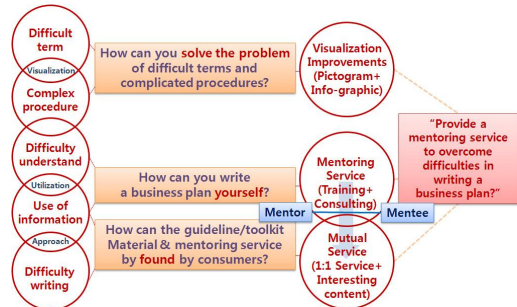 Difficult
term
Visualization
Complex
procedure
Difficulty
understand
Utilization
Use of
information
Approach
Difficulty
writing
How can you solve the problem
of difficult terms and
complicated procedures?
How can you write
a business plan yourself?
How can the guideline/toolkit
Material & mentoring service
by found by consumers?
Visualization
Improvements
(Pictogram+
Info-graphic)
Mentoring
Service
(Training+
Consulting)
Mentor
Mentee
Mutual
Service
(1:1 Service+
Interesting
content)
"Provide a
mentoring service
to overcome
difficulties in
writing a
business plan?"